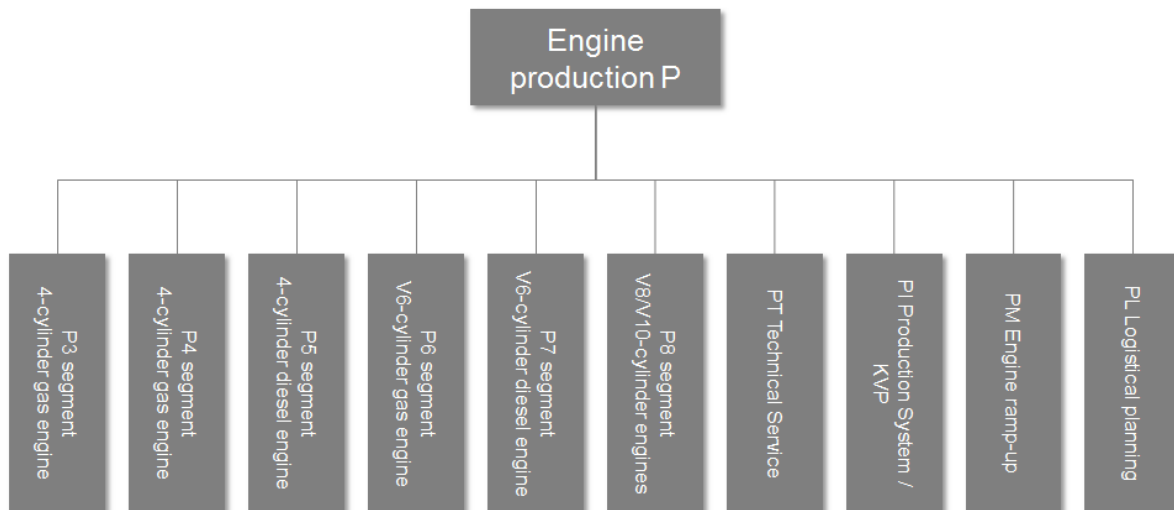 Engine
production P
P3 segment
4-cylinder gas engine
P4 segment
4-cylinder gas engine
P5 segment
4-cylinder diesel engine
P6 segment
V6-cylinder gas engine
P7 segment
V6-cylinder diesel engine
P8 segment
V8/V10-cylinder engines
PT Technical Service
PI Production System /
KVP
PM Engine ramp-up
PL Logistical planning